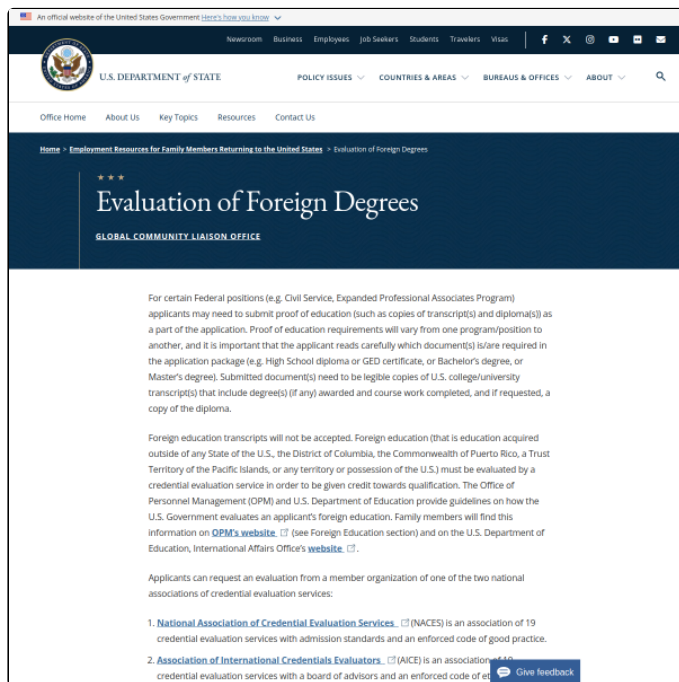 An official website of the United States Government Here's how you know
Newsroom Business Employees Job Seekers Students Travelers Visas
U.S. DEPARTMENT of STATE
POLICY ISSUES COUNTRIES & AREAS BUREAUS & OFFICES ABOUT
Office Home About Us Key Topics Resources Contact Us
Home > Employment Resources for Family Members Returning to the United States > Evaluation of Foreign Degrees
Evaluation of Foreign Degrees
GLOBAL COMMUNITY LIAISON OFFICE
For certain Federal positions (e.g. Civil Service, Expanded Professional Associates Program)
applicants may need to submit proof of education (such as copies of transcript(s) and diploma(s)) as
a part of the application. Proof of education requirements will vary from one program/position to
another, and it is important that the applicant reads carefully which document(s) is/are required in
the application package (e.g. High School diploma or GED certificate, or Bachelor's degree, or
Master's degree). Submitted document(s) need to be legible copies of U.S. college/university
transcript(s) that include degree(s) (if any) awarded and course work completed, and if requested, a
copy of the diploma.
Foreign education transcripts will not be accepted. Foreign education (that is education acquired
outside of any State of the U.S., the District of Columbia, the Commonwealth of Puerto Rico, a Trust
Territory of the Pacific Islands, or any territory or possession of the U.S.) must be evaluated by a
credential evaluation service in order to be given credit towards qualification. The Office of
Personnel Management (OPM) and U.S. Department of Education provide guidelines on how the
U.S. Government evaluates an applicant's foreign education. Family members will find this
information on OPM's website (see Foreign Education section) and on the U.S. Department of
Education, International Affairs Office's website .
Applicants can request an evaluation from a member organization of one of the two national
associations of credential evaluation services:
1. National Association of Credential Evaluation Services (NACES) is an association of 19
credential evaluation services with admission standards and an enforced code of good practice.
2. Association of International Credentials Evaluators (AICE) is an association
credential evaluation services with a board of advisors and an enforced code of
Give feedback